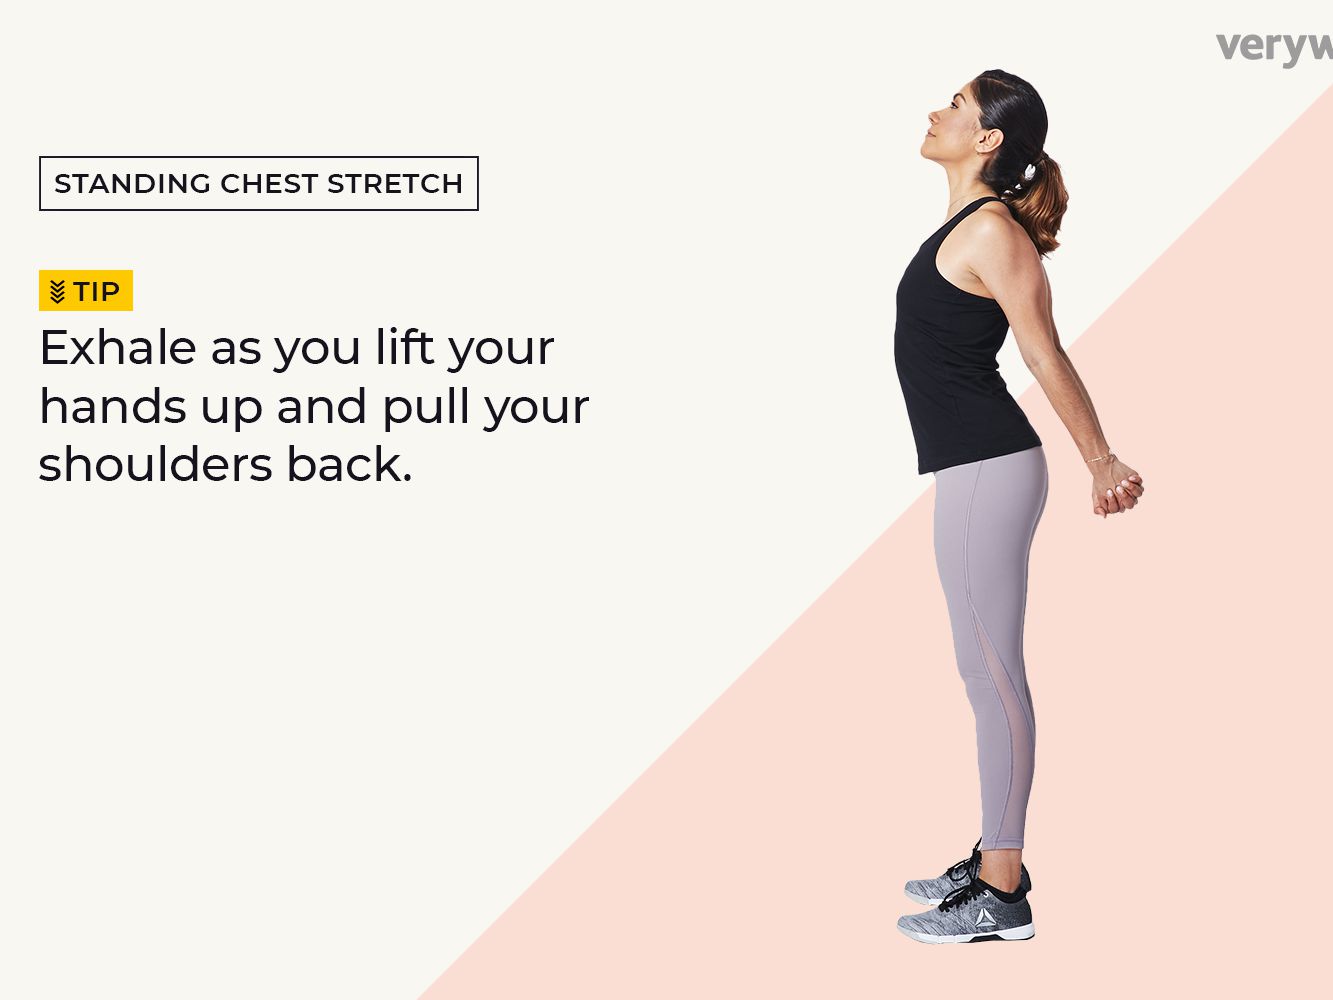 veryw
STANDING CHEST STRETCH
TIP
Exhale as you lift your
hands up and pull your
shoulders back.